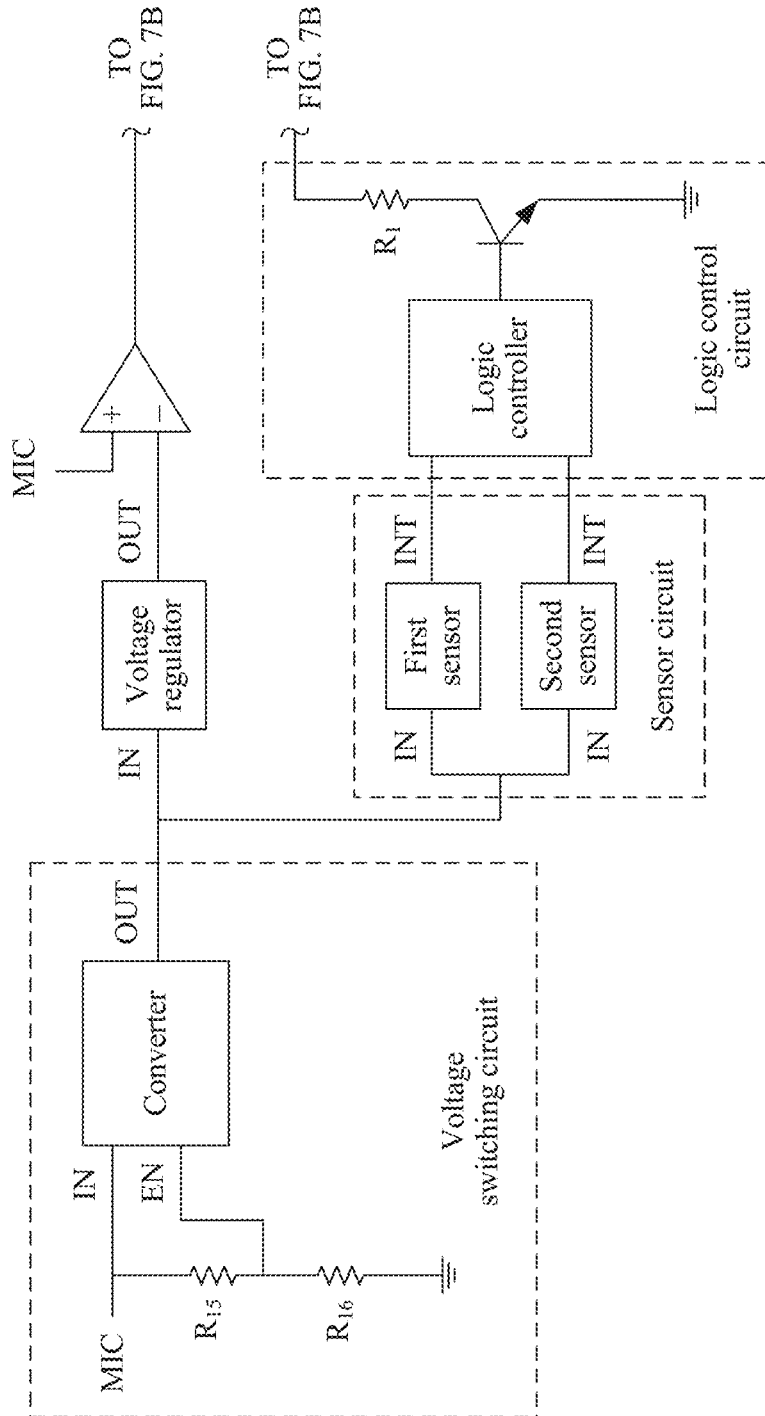 MIC
IN
EN
Converter
OUT
R15
R16
Voltage
switching circuit
IN
Voltage
regulator
OUT
MIC
+
−
TO
FIG. 7B
IN
First
sensor
INT
IN
Second
sensor
INT
Sensor circuit
Logic
controller
R1
Logic control
circuit
TO
FIG. 7B